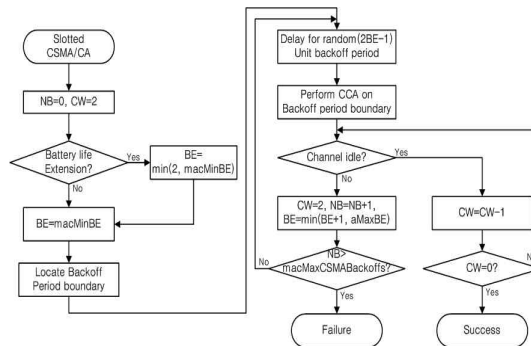 Slotted
CSMA/CA
NB=0, CW=2
Battery life
Extension?
Yes
BE=
min(2, macMinBE)
No
BE=macMinBE
Locate Backoff
Period boundary
Delay for random(2BE-1)
Unit backoff period
Perform CCA on
Backoff period boundary
Channel idle?
Yes
No
CW=2, NB=NB+1,
BE=min(BE+1, aMaxBE)
NB>
macMaxCSMABackoffs?
No
Yes
Failure
CW=CW-1
CW=0?
Yes
Success